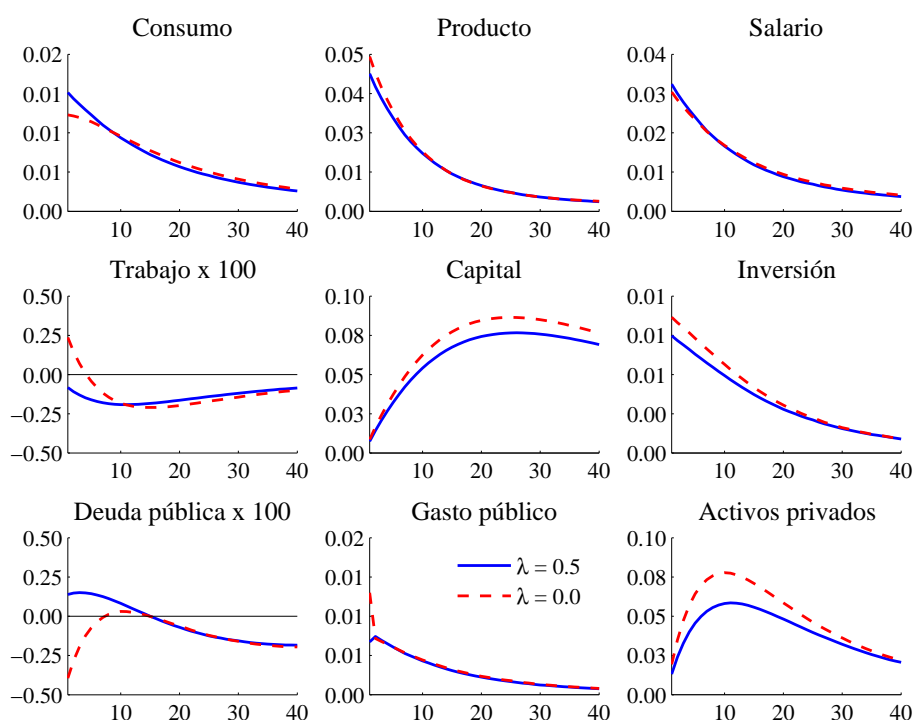 Consumo Producto Salario
0.02 0.05 0.04
0.01 0.04 0.03
0.01 0.03 0.02
0.01 0.01 0.01
0.00 0.00 0.00
10 20 30 40 10 20 30 40 10 20 30 40
Trabajo x 100 Capital Inversión
0.50 0.10 0.01
0.25 0.08 0.01
0.00 0.05 0.01
−0.25 0.03 0.00
−0.50 0.00 0.00
10 20 30 40 10 20 30 40 10 20 30 40
Deuda pública x 100 Gasto público Activos privados
0.50 0.02 0.10
0.25 0.01 0.08
0.00 0.01 0.05
−0.25 0.01 0.03
−0.50 0.00 0.00
λ = 0.5
λ = 0.0
10 20 30 40 10 20 30 40 10 20 30 40